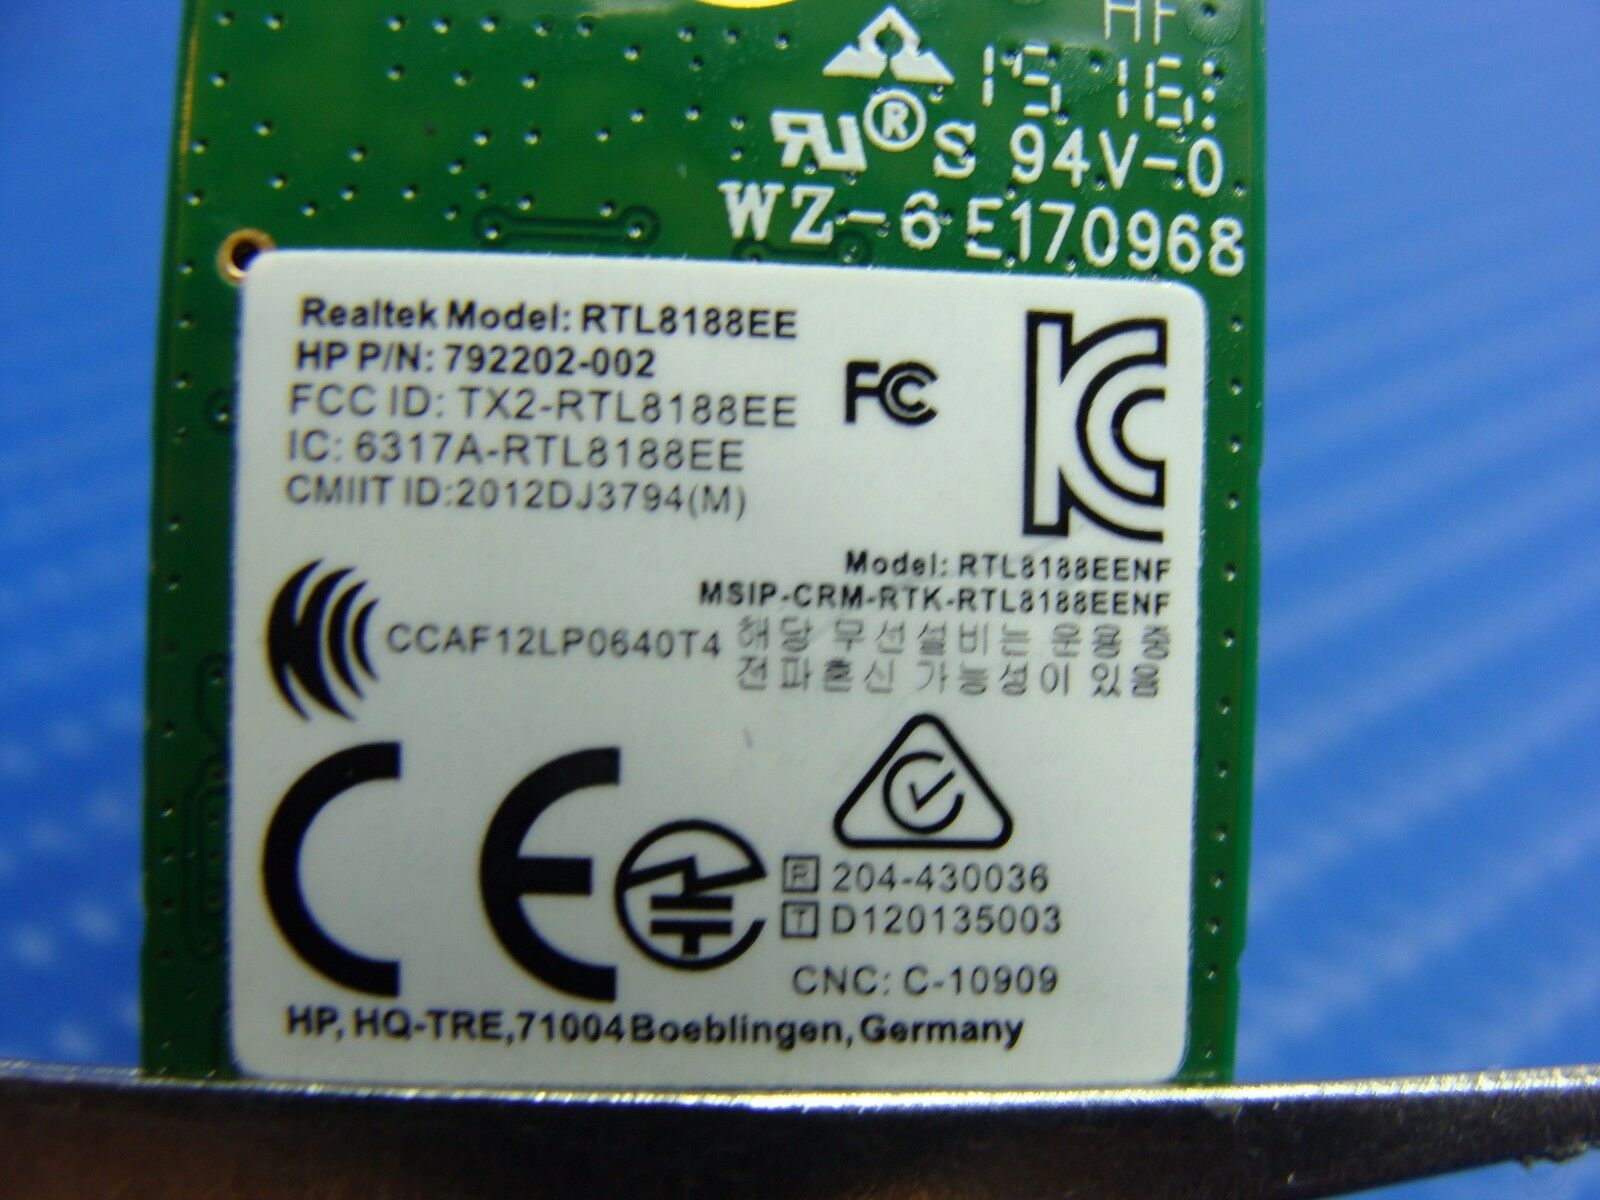 HF
ЯU® S 94V-0
WZ-6 E170968
Realtek Model: RTL8188EE
HP P/N: 792202-002
FCC ID: TX2-RTL8188EE
FC
IC: 6317A-RTL8188EE
CMIIT ID:2012DJ3794(M)
Model: RTL8188EENF
MSIP-CRM-RTK-RTL8188EENF
CCAF12LP0640T4
해당 무선설비는 운용 중
전파혼신 가능성이 있음
CE
R 204-430036
T D120135003
CNC: C-10909
HP, HQ-TRE,71004 Boeblingen, Germany